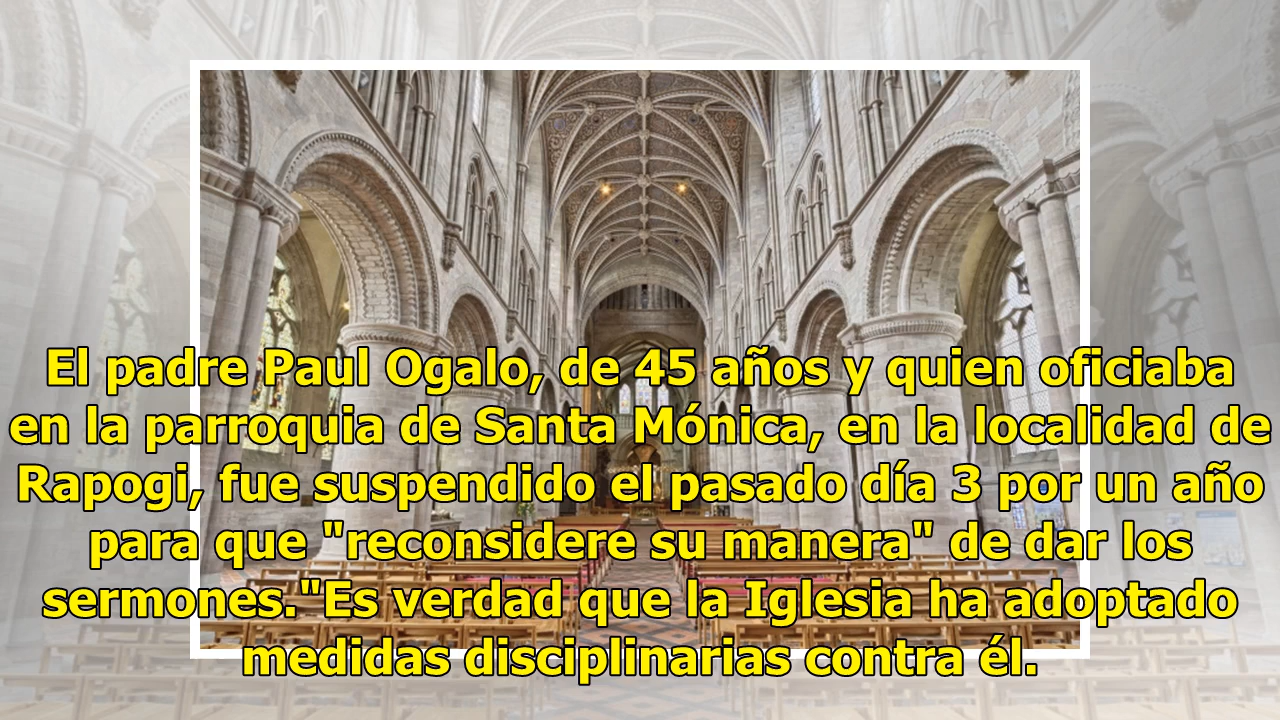 El padre Paul Ogalo, de 45 años y quien oficiaba
en la parroquia de Santa Mónica, en la localidad de
Rapogi, fue suspendido el pasado día 3 por un año
para que "reconsidere su manera" de dar los
sermones."Es verdad que la Iglesia ha adoptado
medidas disciplinarias contra él.